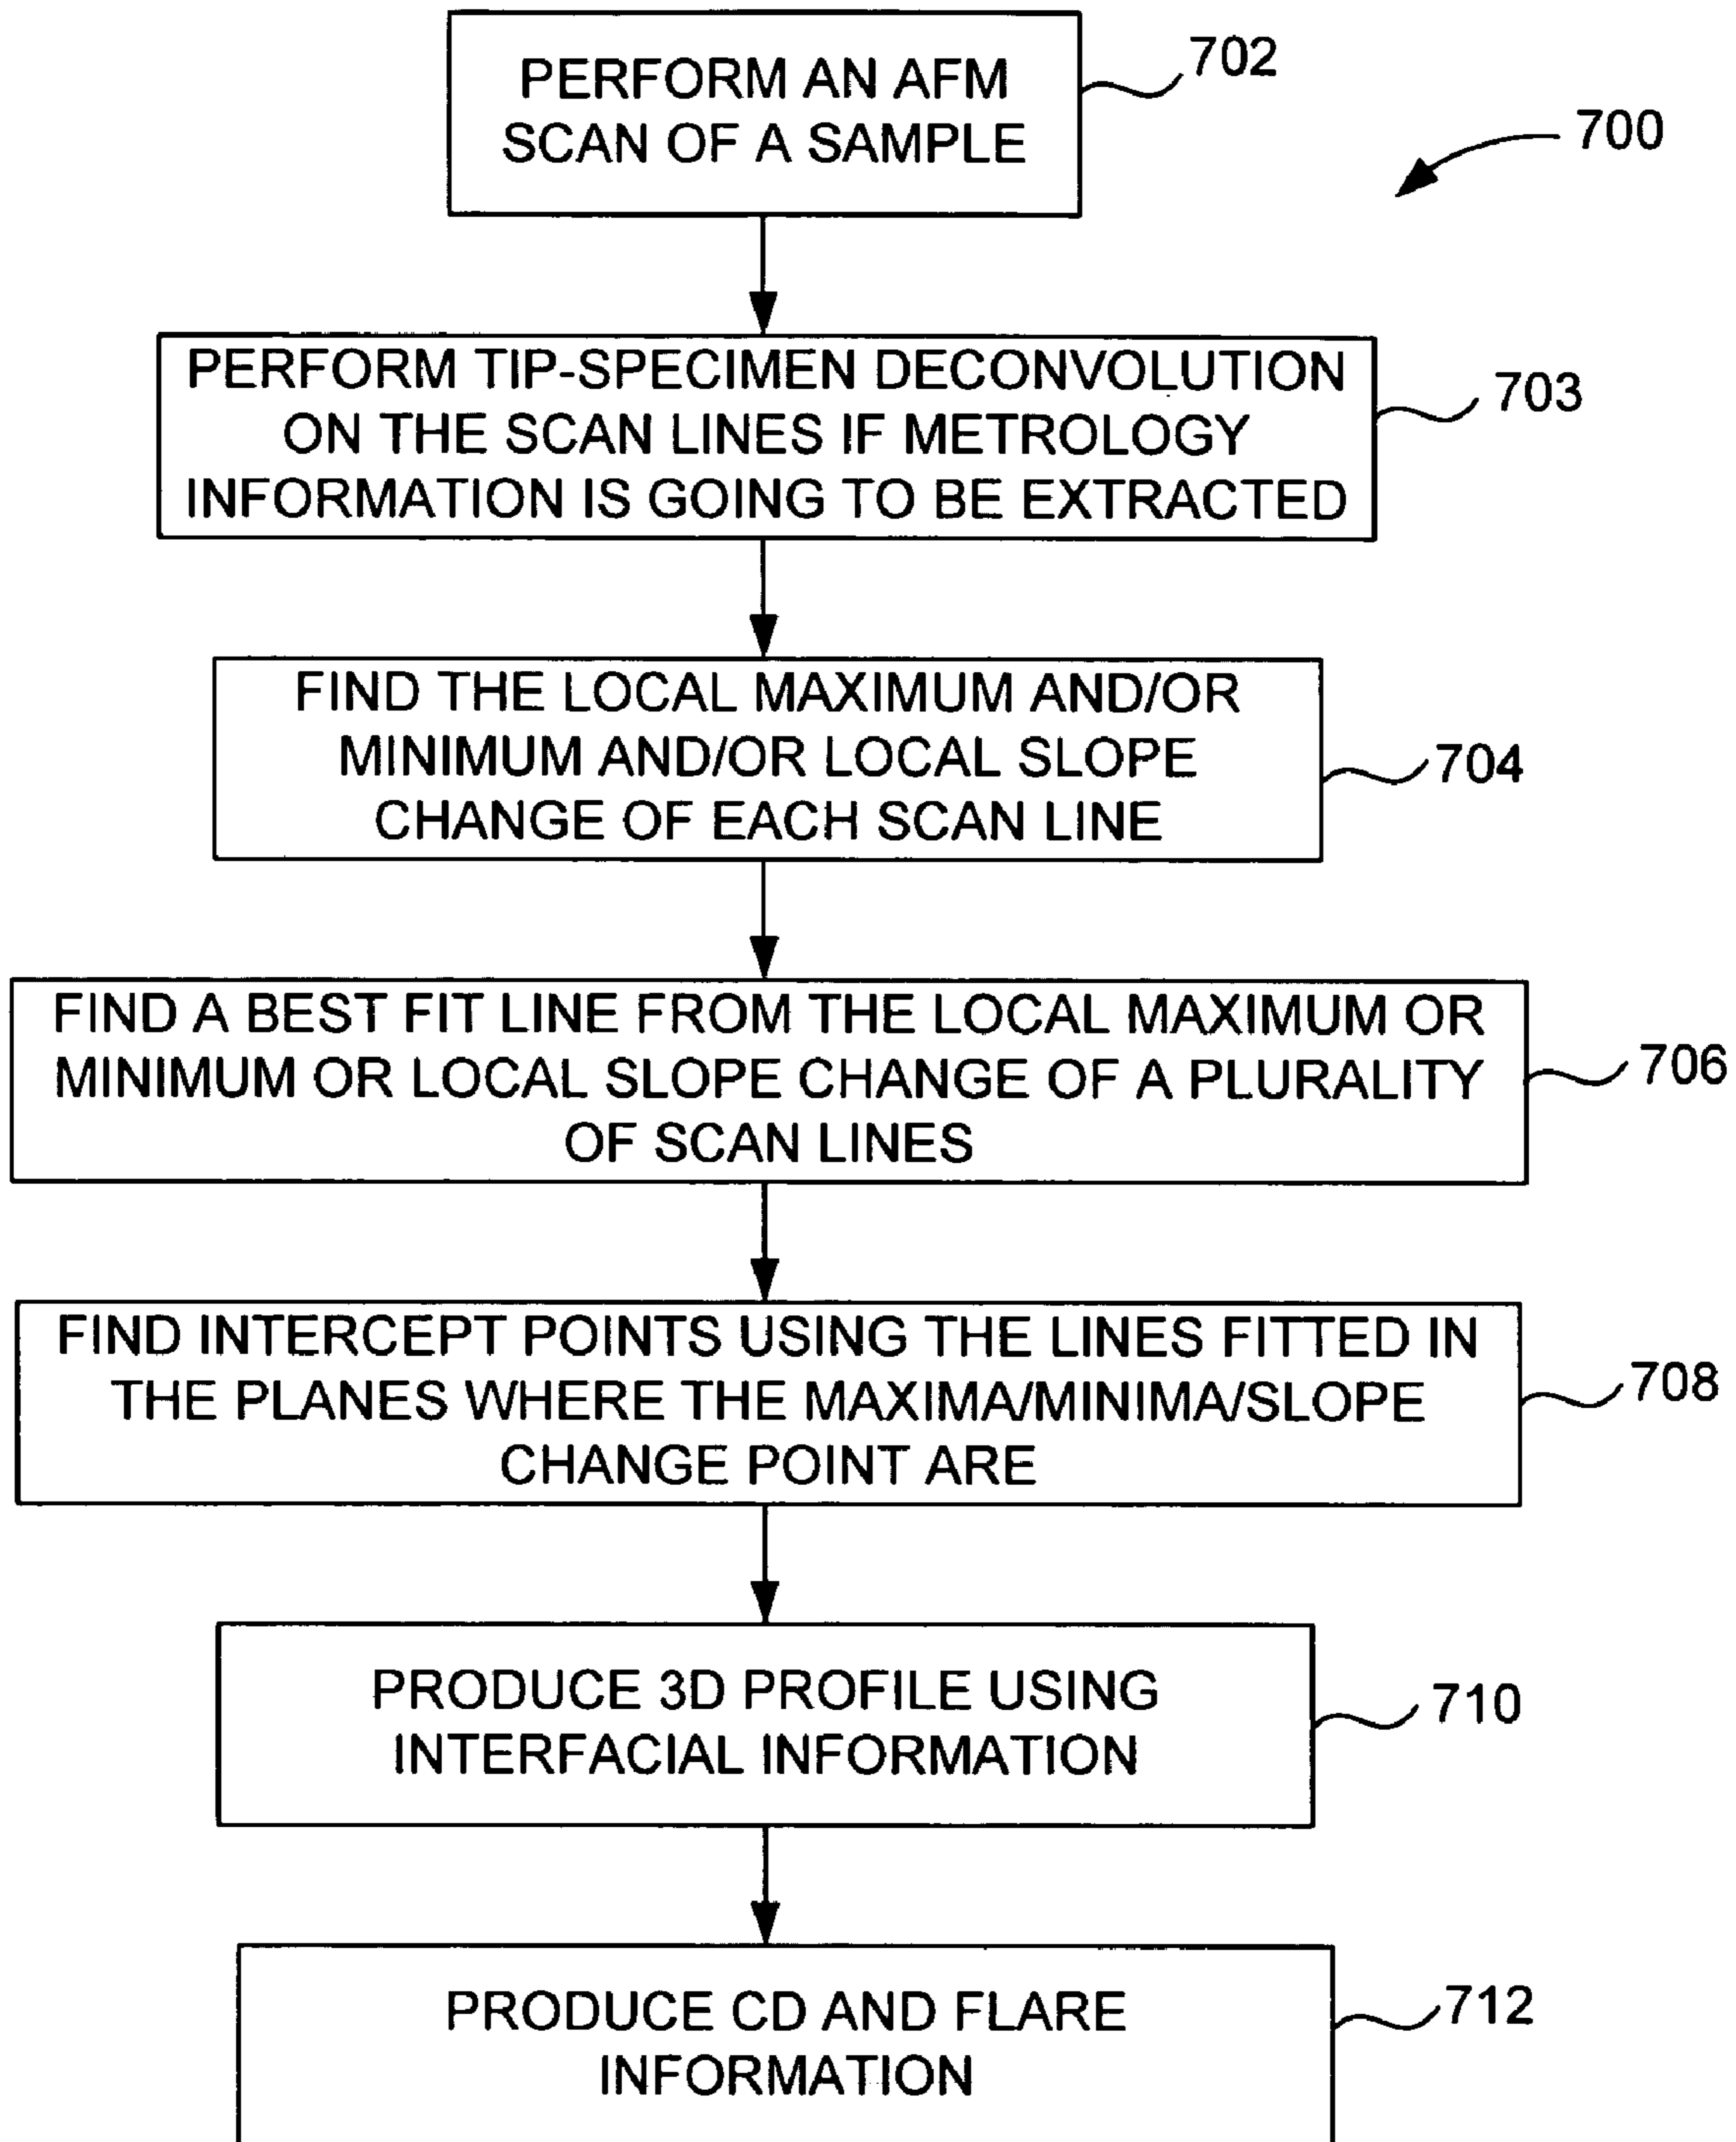 PERFORM AN AFM
SCAN OF A SAMPLE
702
700
PERFORM TIP-SPECIMEN DECONVOLUTION
ON THE SCAN LINES IF METROLOGY
INFORMATION IS GOING TO BE EXTRACTED
703
FIND THE LOCAL MAXIMUM AND/OR
MINIMUM AND/OR LOCAL SLOPE
CHANGE OF EACH SCAN LINE
704
FIND A BEST FIT LINE FROM THE LOCAL MAXIMUM OR
MINIMUM OR LOCAL SLOPE CHANGE OF A PLURALITY
OF SCAN LINES
706
FIND INTERCEPT POINTS USING THE LINES FITTED IN
THE PLANES WHERE THE MAXIMA/MINIMA/SLOPE
CHANGE POINT ARE
708
PRODUCE 3D PROFILE USING
INTERFACIAL INFORMATION
710
PRODUCE CD AND FLARE
INFORMATION
712